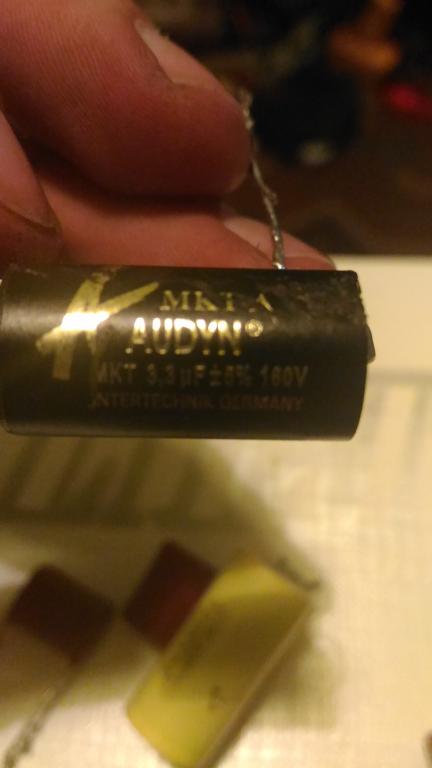 MKT A
AUDYN®
MKT 3,3 µF ±5% 160V
INTERTECHNIK GERMANY